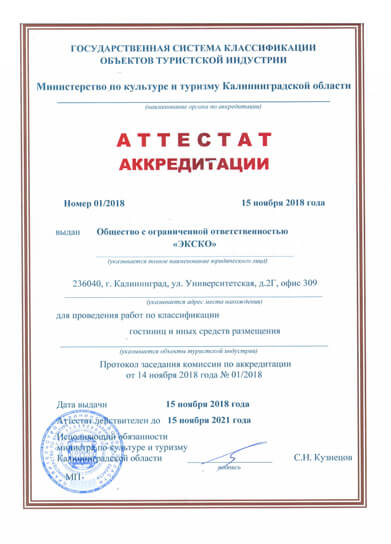 ГОСУДАРСТВЕННАЯ СИСТЕМА КЛАССИФИКАЦИИ
ОБЪЕКТОВ ТУРИСТСКОЙ ИНДУСТРИИ
Министерство по культуре и туризму Калининградской области
(наименование органа по аккредитации)
АТТЕСТАТ
АККРЕДИТАЦИИ
Номер 01/2018 15 ноября 2018 года
выдан Общество с ограниченной ответственностью
«ЭКСКО»
(указывается полное наименование юридического лица)
236040, г. Калининград, ул. Университетская, д.2Г, офис 309
(указывается адрес места нахождения)
для проведения работ по классификации
гостиниц и иных средств размещения
(указываются объекты туристской индустрии)
Протокол заседания комиссии по аккредитации
от 14 ноября 2018 года № 01/2018
Дата выдачи 15 ноября 2018 года
Аттестат действителен до 15 ноября 2021 года
Исполняющий обязанности
министра по культуре и туризму
Калининградской области С.Н. Кузнецов
подпись
МП